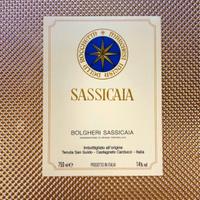 SASSICAIA
BOLGHERI SASSICAIA
Imbottigliato all'origine
Tenuta San Guido - Castagneto Carducci - Italia
750 ml e PRODOTTO IN ITALIA 14% vol